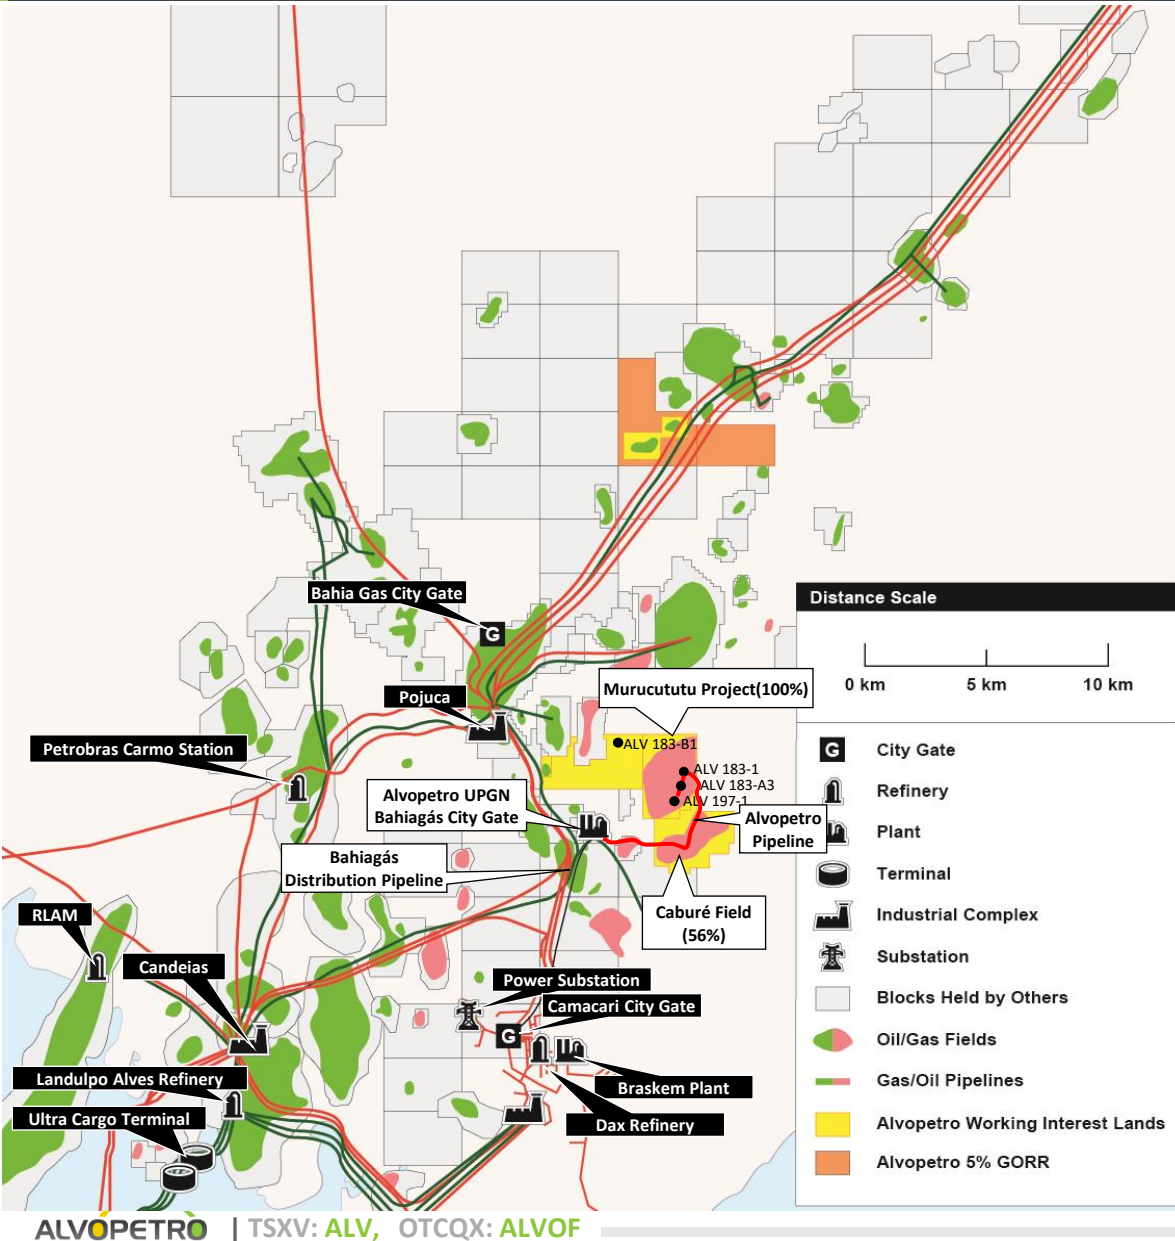 Bahia Gas City Gate
G
Pojuca
Murucututu Project(100%)
ALV 183-B1
ALV 183-1
ALV 183-A3
ALV 197-1
Petrobras Carmo Station
Alvopetro UPGN
Bahiagás City Gate
Alvopetro
Pipeline
Bahiagás
Distribution Pipeline
Caburé Field
(56%)
RLAM
Candeias
Power Substation
Camacari City Gate
G
Landulpo Alves Refinery
Braskem Plant
Ultra Cargo Terminal
Dax Refinery
Distance Scale
0 km
5 km
10 km
G
City Gate
Refinery
Plant
Terminal
Industrial Complex
Substation
Blocks Held by Others
Oil/Gas Fields
Gas/Oil Pipelines
Alvopetro Working Interest Lands
Alvopetro 5% GORR
ALVOPETRO | TSXV: ALV, OTCQX: ALVOF